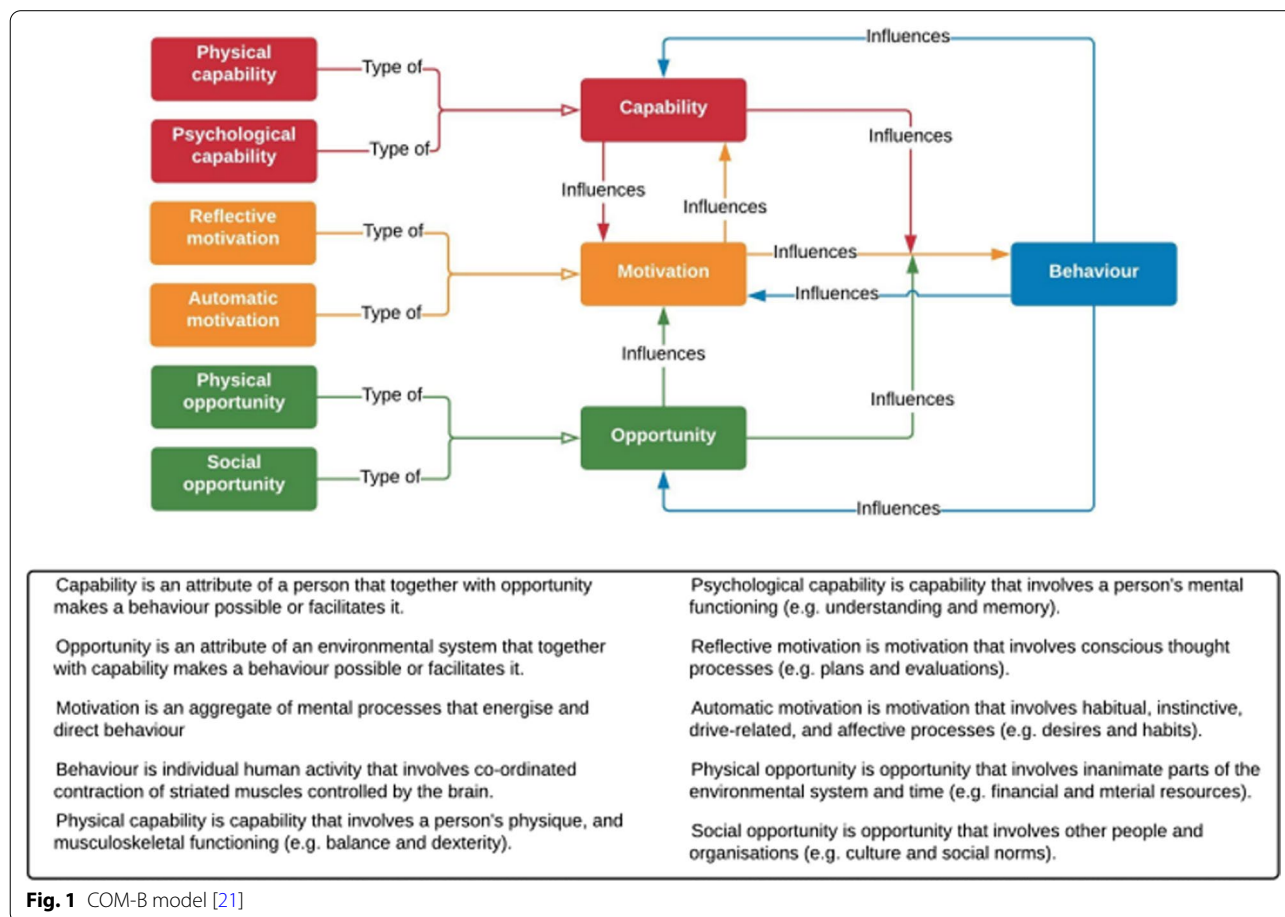 Influences
Physical
capability
Type of
Capability
Influences
Psychological
capability
Type of
Influences
Influences
Reflective
motivation
Type of
Motivation
Influences
Behaviour
Influences
Automatic
motivation
Type of
Influences
Physical
opportunity
Type of
Influences
Opportunity
Social
opportunity
Type of
Influences
Capability is an attribute of a person that together with opportunity
makes a behaviour possible or facilitates it.
Opportunity is an attribute of an environmental system that together
with capability makes a behaviour possible or facilitates it.
Motivation is an aggregate of mental processes that energise and
direct behaviour
Behaviour is individual human activity that involves co-ordinated
contraction of striated muscles controlled by the brain.
Physical capability is capability that involves a person's physique, and
musculoskeletal functioning (e.g. balance and dexterity).
Psychological capability is capability that involves a person's mental
functioning (e.g. understanding and memory).
Reflective motivation is motivation that involves conscious thought
processes (e.g. plans and evaluations).
Automatic motivation is motivation that involves habitual, instinctive,
drive-related, and affective processes (e.g. desires and habits).
Physical opportunity is opportunity that involves inanimate parts of the
environmental system and time (e.g. financial and mterial resources).
Social opportunity is opportunity that involves other people and
organisations (e.g. culture and social norms).
Fig. 1 COM-B model [21]